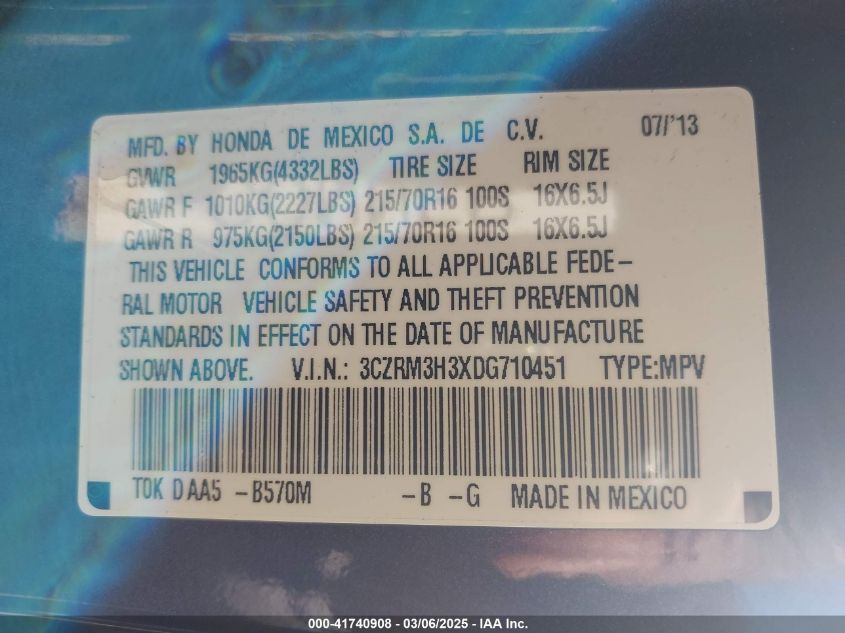 MFD. BY HONDA DE MEXICO S.A. DE C.V. 07/'13
GVWR 1965KG(4332LBS) TIRE SIZE RIM SIZE
GAWR F 1010KG(2227LBS) 215/70R16 100S 16X6.5J
GAWR R 975KG(2150LBS) 215/70R16 100S 16X6.5J
THIS VEHICLE CONFORMS TO ALL APPLICABLE FEDE-
RAL MOTOR VEHICLE SAFETY AND THEFT PREVENTION
STANDARDS IN EFFECT ON THE DATE OF MANUFACTURE
SHOWN ABOVE. V.I.N.: 3CZRM3H3XDG710451 TYPE:MPV
T0K DAA5 -B570M -B -G MADE IN MEXICO
000-41740908 - 03/06/2025 - IAA Inc.